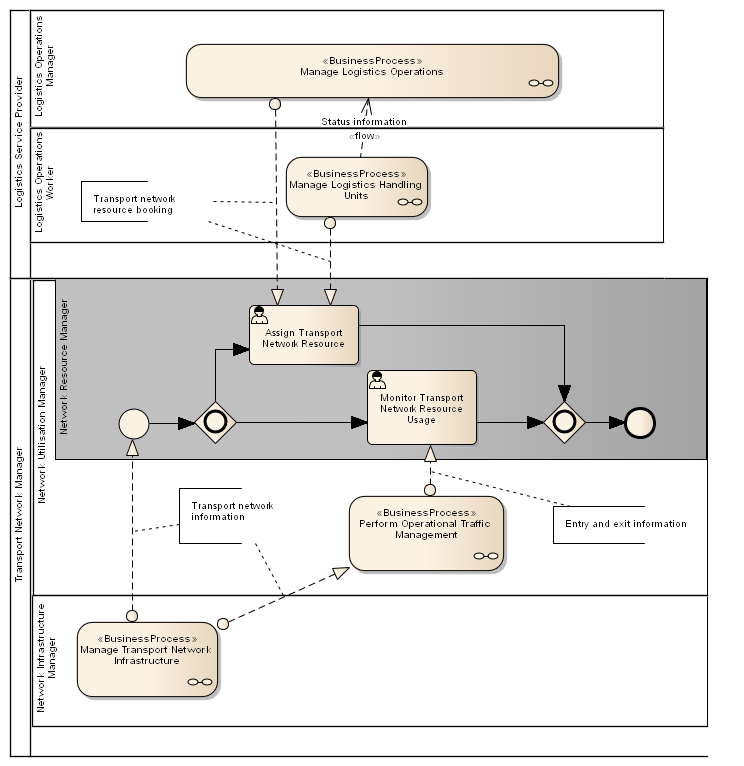 Logistics Service Provider
Logistics Operations
Manager
«BusinessProcess»
Manage Logistics Operations
Status information
«flow»
Logistics Operations
Worker
«BusinessProcess»
Manage Logistics Handling
Units
Transport network
resource booking
Transport Network Manager
Network Utilisation Manager
Network Resource Manager
Assign Transport
Network Resource
Monitor Transport
Network Resource
Usage
Transport network
information
«BusinessProcess»
Perform Operational Traffic
Management
Entry and exit information
Network Infrastructure
Manager
«BusinessProcess»
Manage Transport Network
Infrastructure